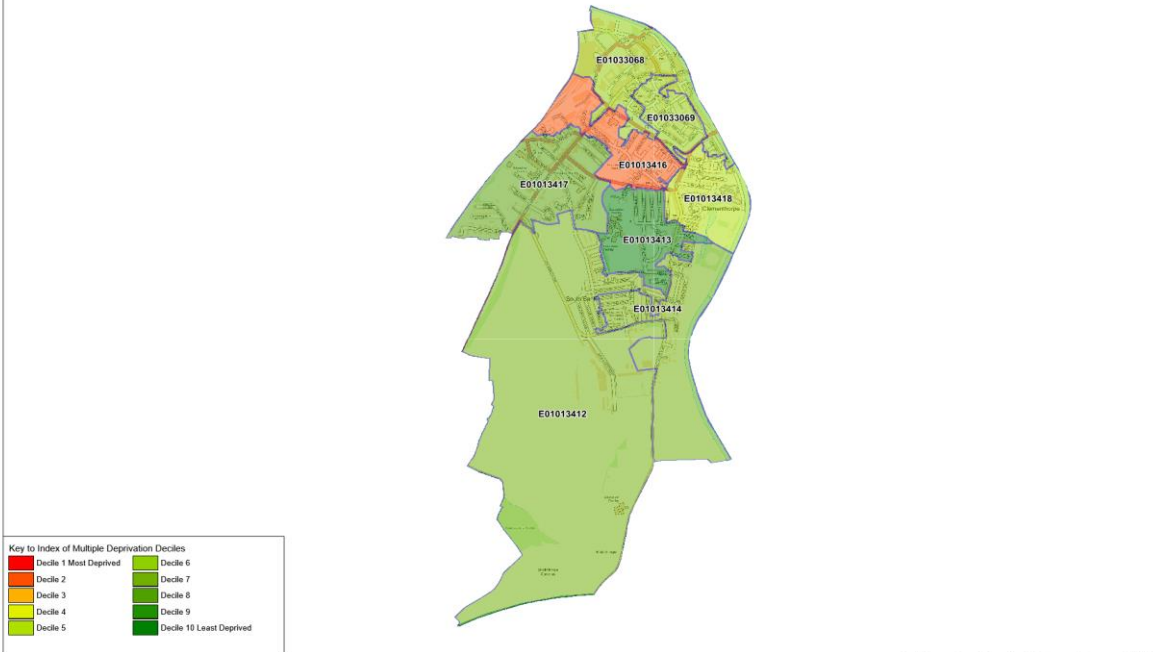 E01033068
E01033069
E01013416
E01013417
E01013418
Clementhorpe
E01013413
E01013414
E01013412
Key to Index of Multiple Deprivation Deciles
Decile 1 Most Deprived
Decile 2
Decile 3
Decile 4
Decile 5
Decile 6
Decile 7
Decile 8
Decile 9
Decile 10 Least Deprived